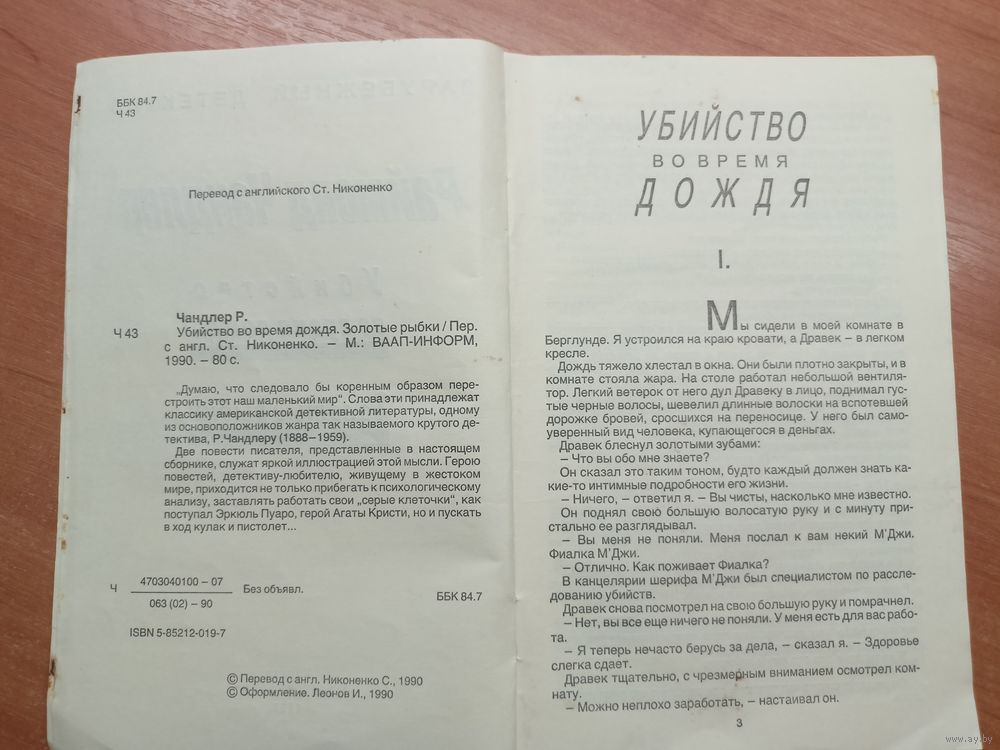 ББК 84.7
Ч 43
Перевод с английского Ст. Никоненко
Чандлер Р.
Ч 43 Убийство во время дождя. Золотые рыбки / Пер.
с англ. Ст. Никоненко. – М.: ВААП-ИНФОРМ,
1990. – 80 с.
„Думаю, что следовало бы коренным образом пере-
строить этот наш маленький мир“. Слова эти принадлежат
классику американской детективной литературы, одному
из основоположников жанра так называемого крутого де-
тектива, Р.Чандлеру (1888–1959).
Две повести писателя, представленные в настоящем
сборнике, служат яркой иллюстрацией этой мысли. Герою
повестей, детективу-любителю, живущему в жестоком
мире, приходится не только прибегать к психологическому
анализу, заставлять работать свои „серые клеточки“, как
поступал Эркюль Пуаро, герой Агаты Кристи, но и пускать
в ход кулак и пистолет...
Ч 4703040100 – 07 Без объявл.
063 (02) – 90
ББК 84.7
ISBN 5-85212-019-7
© Перевод с англ. Никоненко С., 1990
© Оформление. Леонов И., 1990
УБИЙСТВО
ВО ВРЕМЯ
ДОЖДЯ
I.
Мы сидели в моей комнате в
Берглунде. Я устроился на краю кровати, а Дравек – в легком
кресле.
Дождь тяжело хлестал в окна. Они были плотно закрыты, и в
комнате стояла жара. На столе работал небольшой вентиля-
тор. Легкий ветерок от него дул Дравеку в лицо, поднимал гус-
тые черные волосы, шевелил длинные волоски на вспотевшей
дорожке бровей, сросшихся на переносице. У него был само-
уверенный вид человека, купающегося в деньгах.
Дравек блеснул золотыми зубами:
– Что вы обо мне знаете?
Он сказал это таким тоном, будто каждый должен знать ка-
кие-то интимные подробности его жизни.
– Ничего, – ответил я. – Вы чисты, насколько мне известно.
Он поднял свою большую волосатую руку и с минуту при-
стально ее разглядывал.
– Вы меня не поняли. Меня послал к вам некий М'Джи.
Фиалка М'Джи.
– Отлично. Как поживает Фиалка?
В канцелярии шерифа М'Джи был специалистом по рассле-
дованию убийств.
Дравек снова посмотрел на свою большую руку и помрачнел.
– Нет, вы все еще ничего не поняли. У меня есть для вас рабо-
та.
– Я теперь нечасто берусь за дела, – сказал я. – Здоровье
слегка сдает.
Дравек тщательно, с чрезмерным вниманием осмотрел ком-
нату.
– Можно неплохо заработать, – настаивал он.
3
www.ay.by